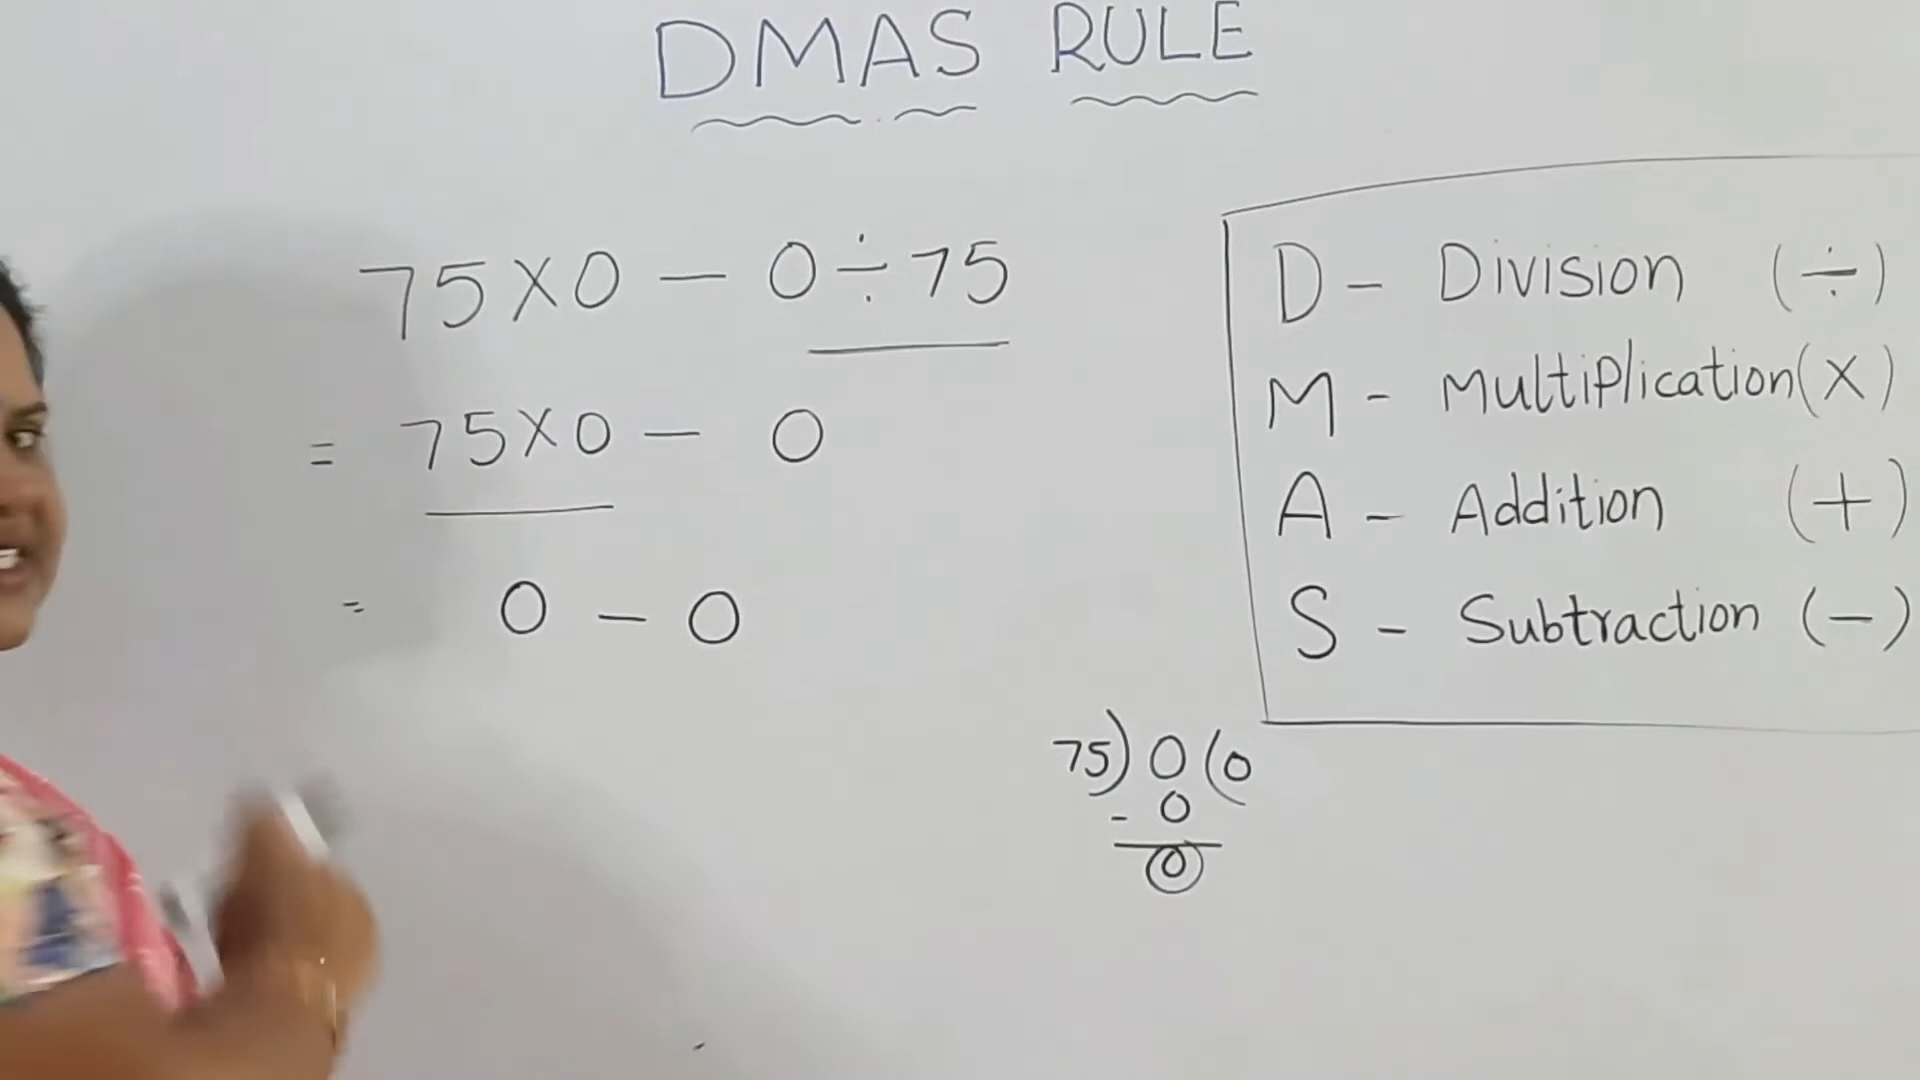 DMAS RULE
75×0 – 0÷75
= 75×0 – 0
= 0 – 0
D – Division (÷)
M – Multiplication (×)
A – Addition (+)
S – Subtraction (–)
75) 0 (0
- 0
0